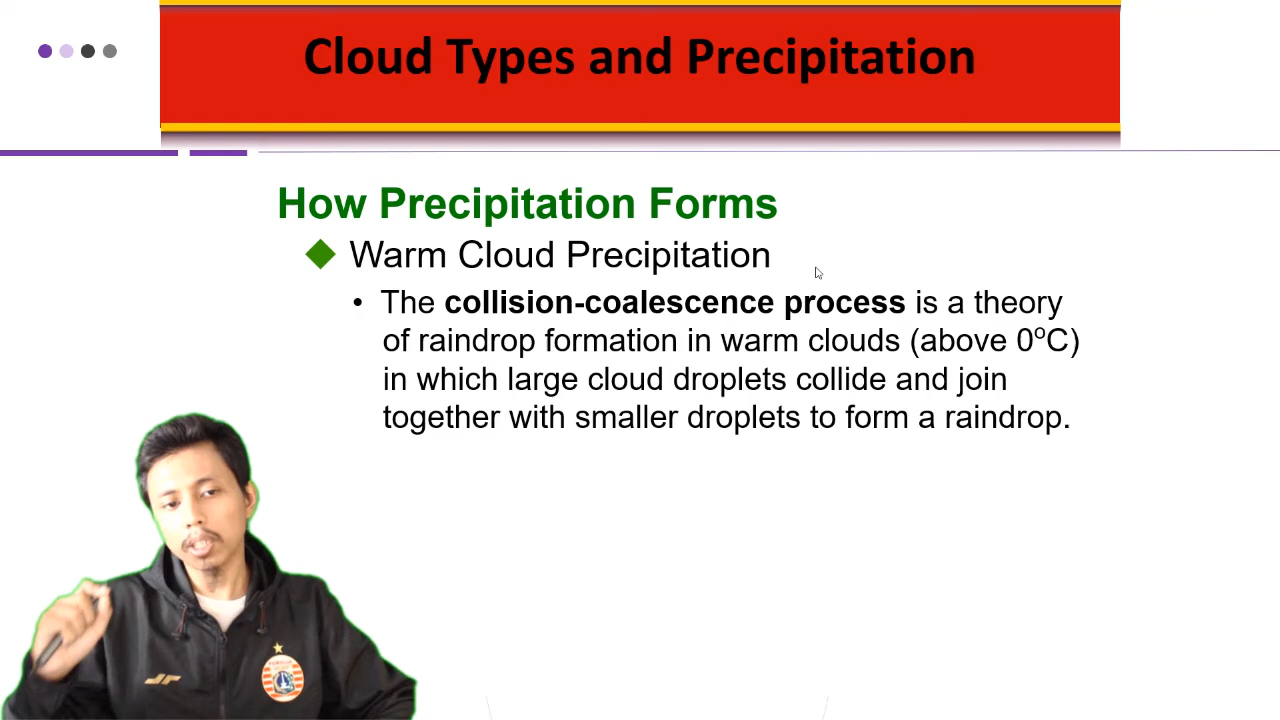 Cloud Types and Precipitation
How Precipitation Forms
Warm Cloud Precipitation
• The collision-coalescence process is a theory
of raindrop formation in warm clouds (above 0ºC)
in which large cloud droplets collide and join
together with smaller droplets to form a raindrop.